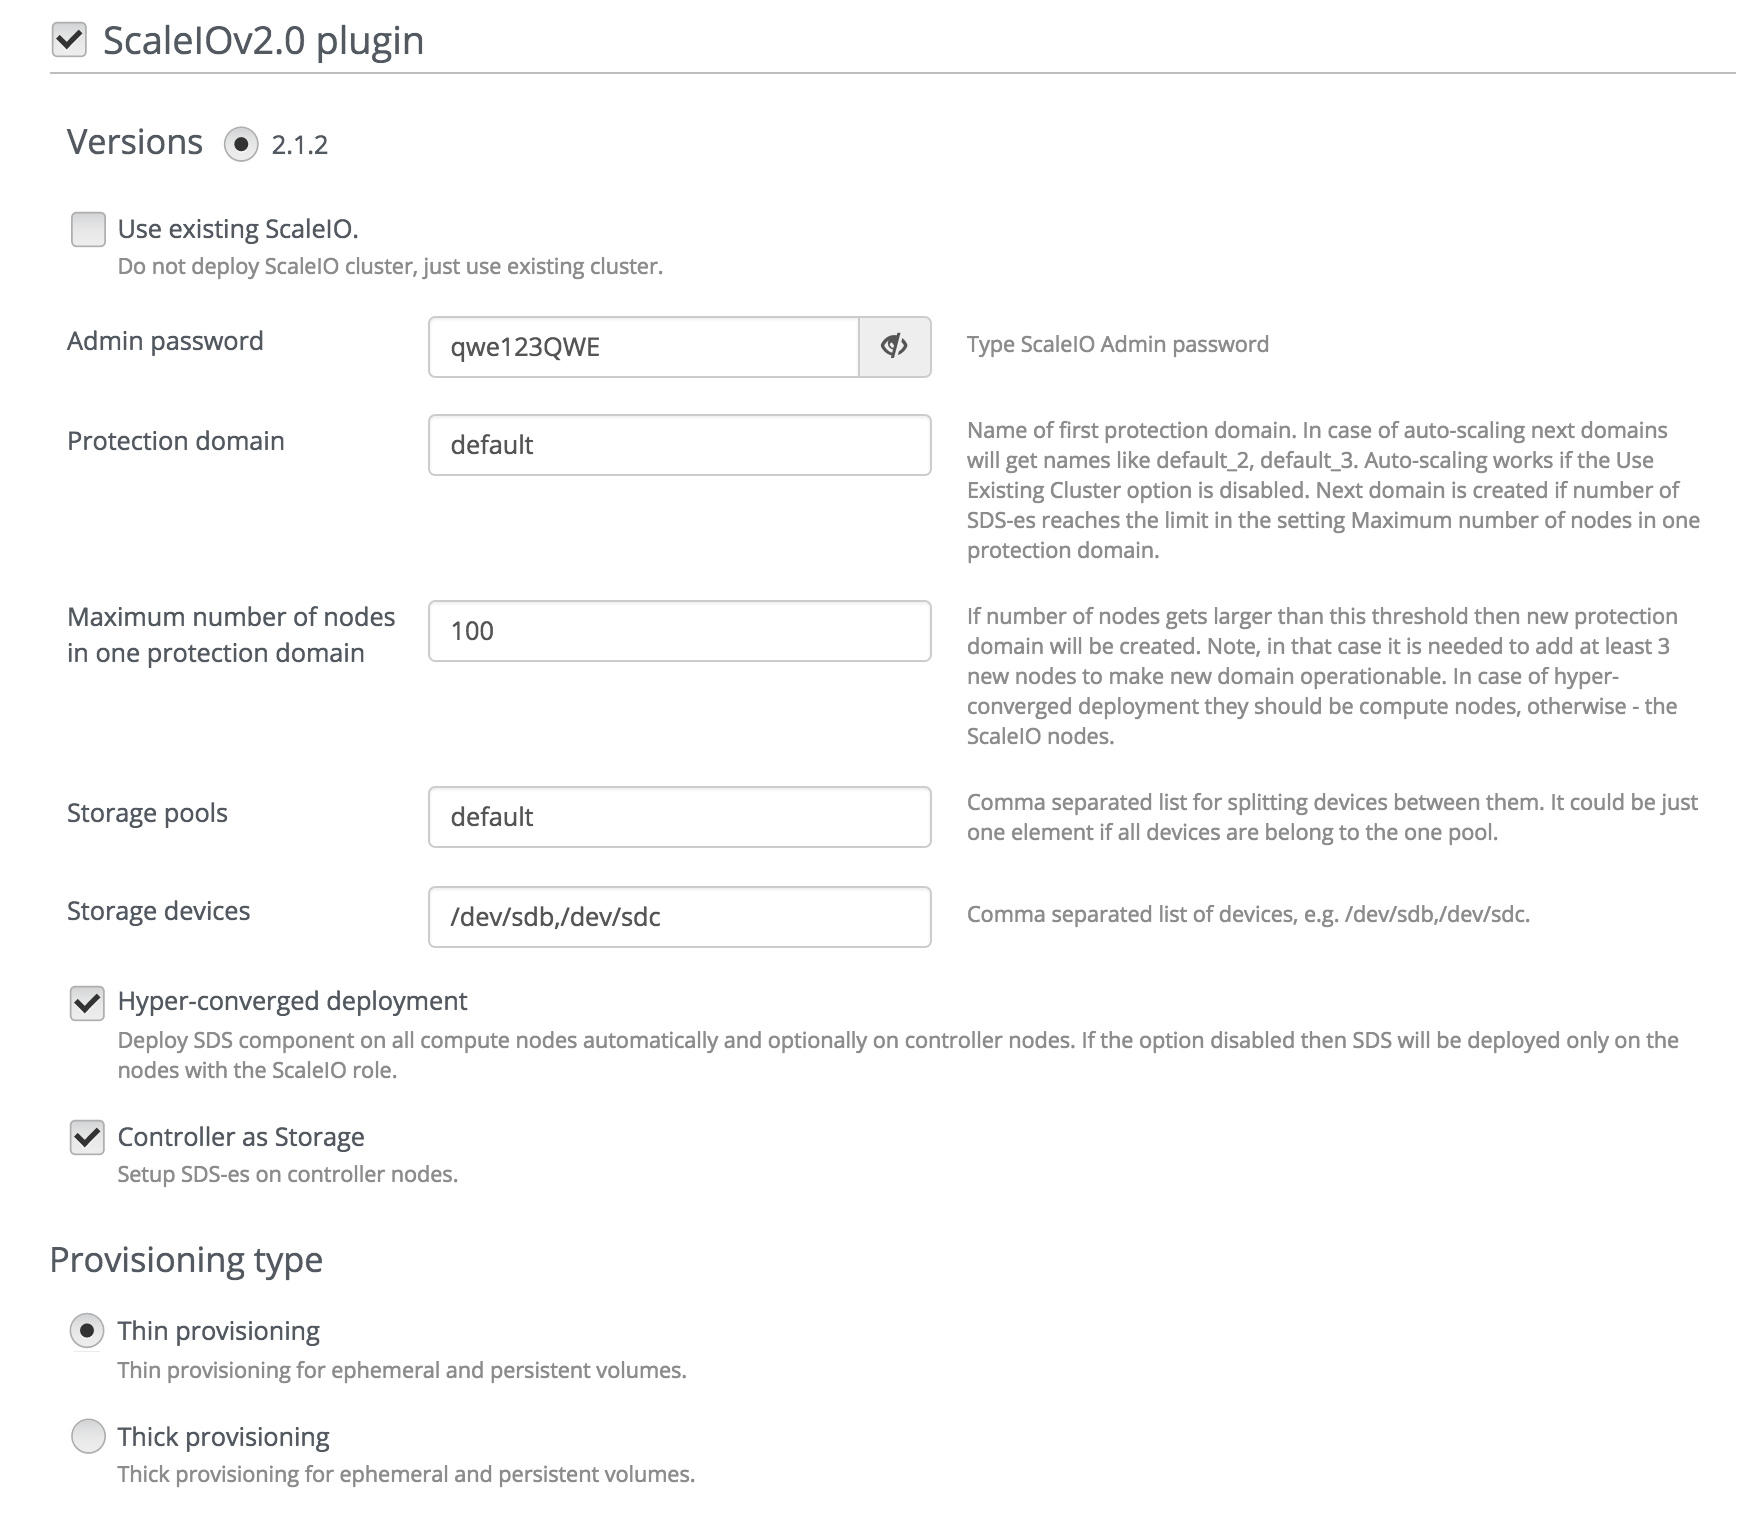 ScaleIOv2.0 plugin
Versions 2.1.2
Use existing ScaleIO.
Do not deploy ScaleIO cluster, just use existing cluster.
Admin password
qwe123QWE
Type ScaleIO Admin password
Protection domain
default
Name of first protection domain. In case of auto-scaling next domains
will get names like default_2, default_3. Auto-scaling works if the Use
Existing Cluster option is disabled. Next domain is created if number of
SDS-es reaches the limit in the setting Maximum number of nodes in one
protection domain.
Maximum number of nodes
in one protection domain
100
If number of nodes gets larger than this threshold then new protection
domain will be created. Note, in that case it is needed to add at least 3
new nodes to make new domain operationable. In case of hyper-
converged deployment they should be compute nodes, otherwise - the
ScaleIO nodes.
Storage pools
default
Comma separated list for splitting devices between them. It could be just
one element if all devices are belong to the one pool.
Storage devices
/dev/sdb,/dev/sdc
Comma separated list of devices, e.g. /dev/sdb,/dev/sdc.
Hyper-converged deployment
Deploy SDS component on all compute nodes automatically and optionally on controller nodes. If the option disabled then SDS will be deployed only on the
nodes with the ScaleIO role.
Controller as Storage
Setup SDS-es on controller nodes.
Provisioning type
Thin provisioning
Thin provisioning for ephemeral and persistent volumes.
Thick provisioning
Thick provisioning for ephemeral and persistent volumes.